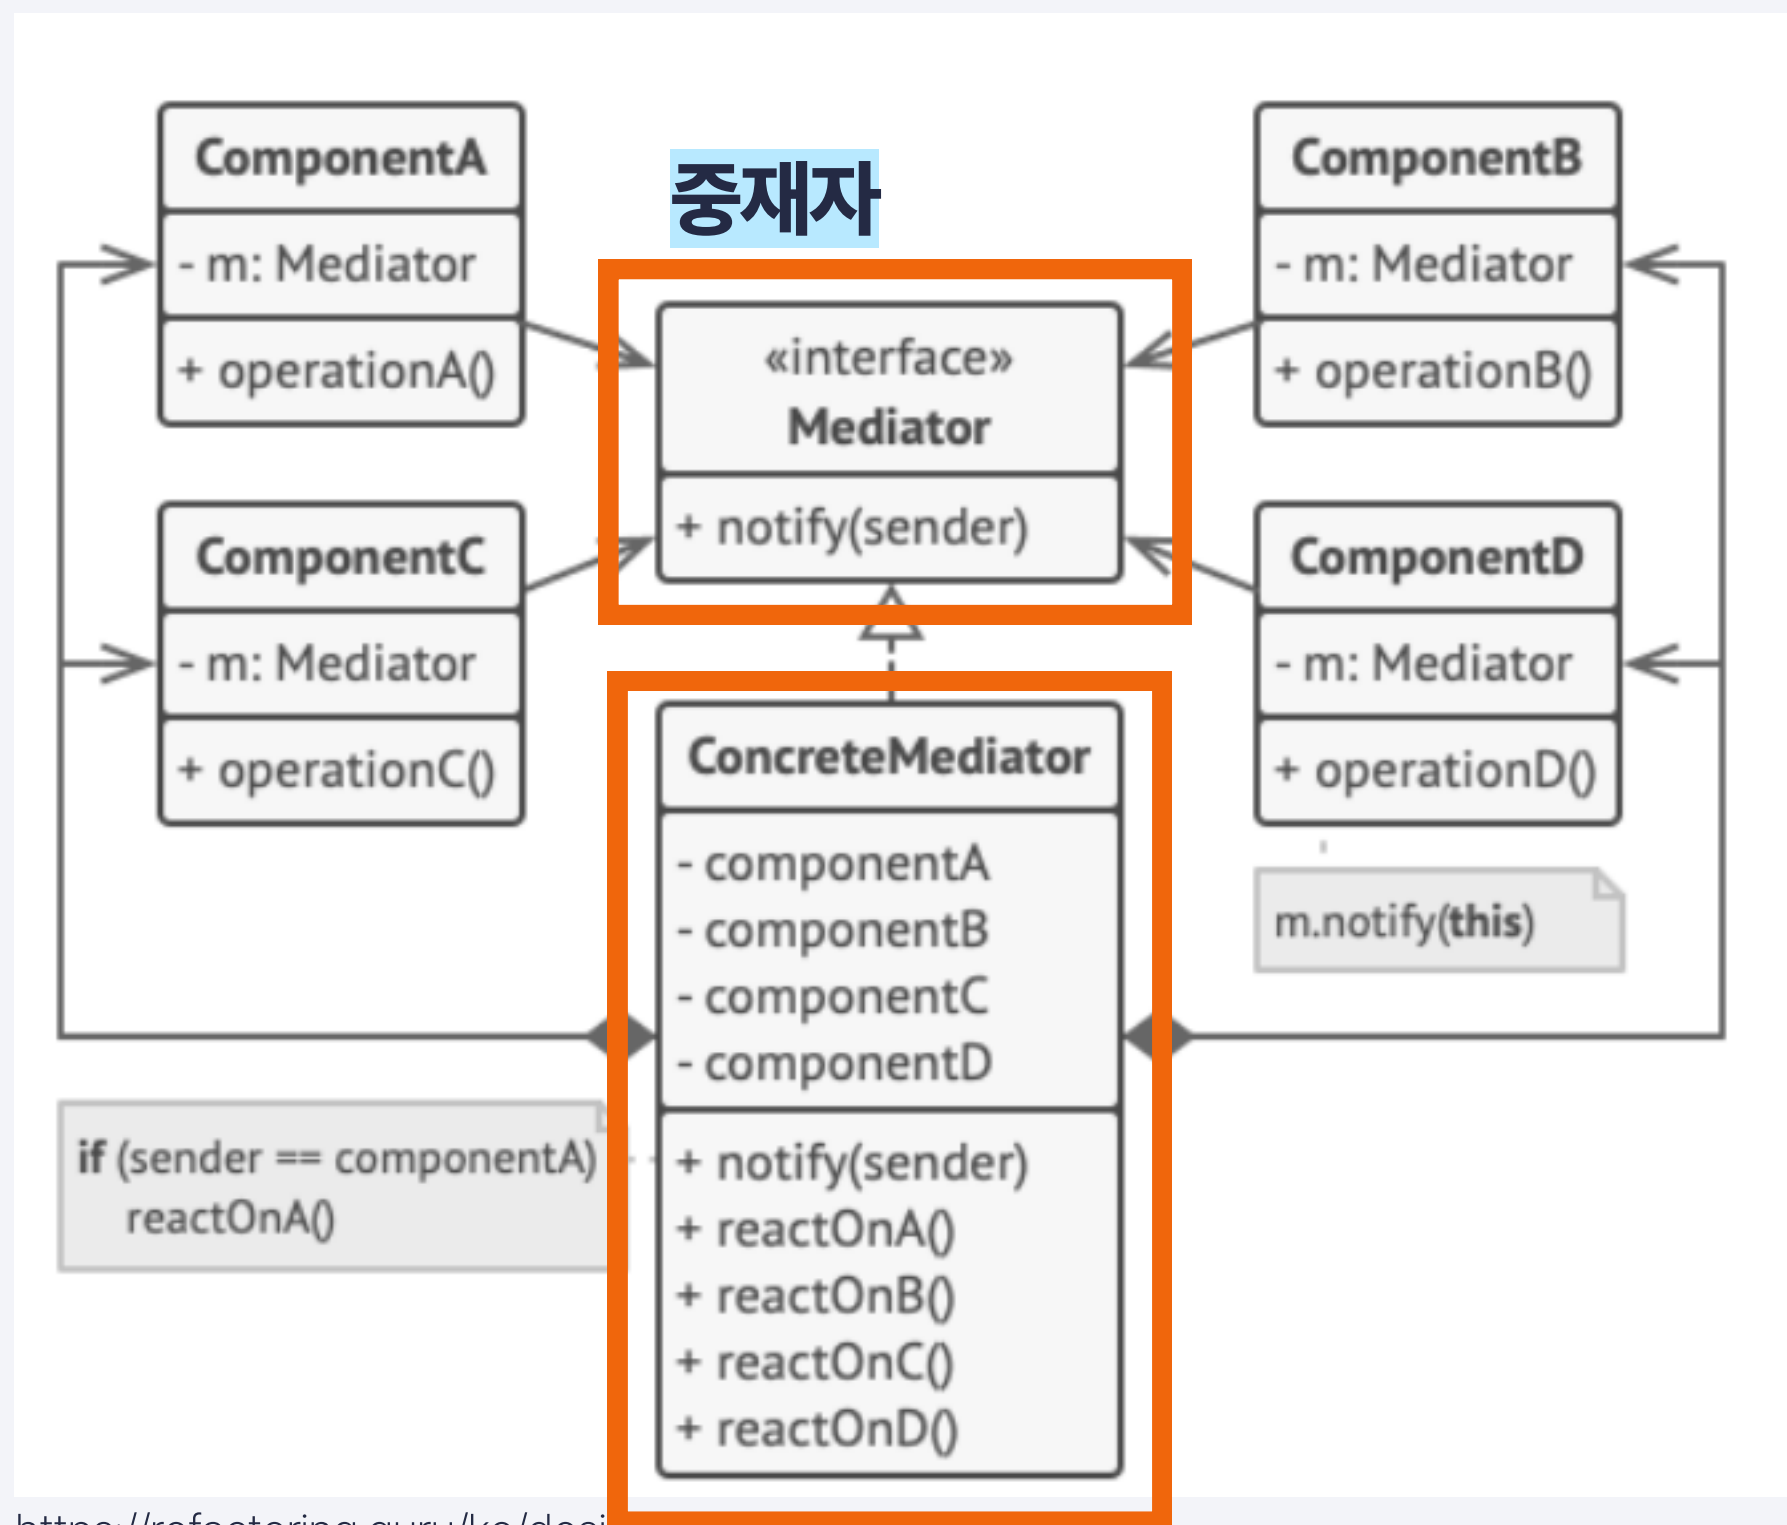 중재자
ComponentA
- m: Mediator
+ operationA()
ComponentB
- m: Mediator
+ operationB()
«interface»
Mediator
+ notify(sender)
ComponentC
- m: Mediator
+ operationC()
ComponentD
- m: Mediator
+ operationD()
m.notify(this)
ConcreteMediator
- componentA
- componentB
- componentC
- componentD
+ notify(sender)
+ reactOnA()
+ reactOnB()
+ reactOnC()
+ reactOnD()
if (sender == componentA)
reactOnA()